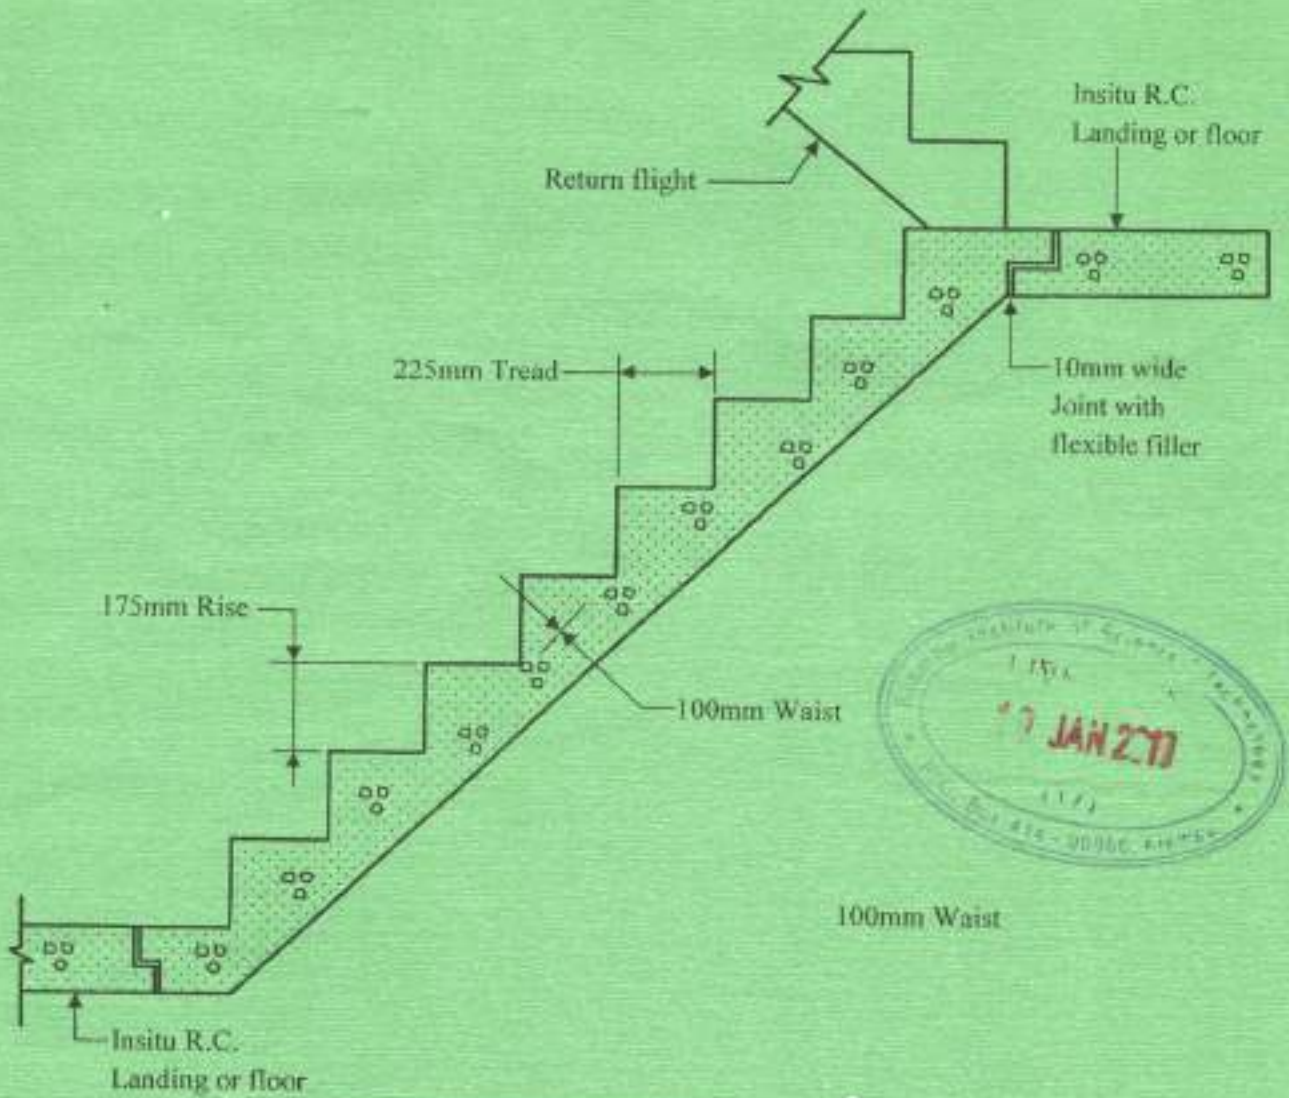 Insitu R.C.
Landing or floor
Return flight
225mm Tread
10mm wide
Joint with
flexible filler
175mm Rise
100mm Waist
JAN
100mm Waist
Insitu R.C.
Landing or floor